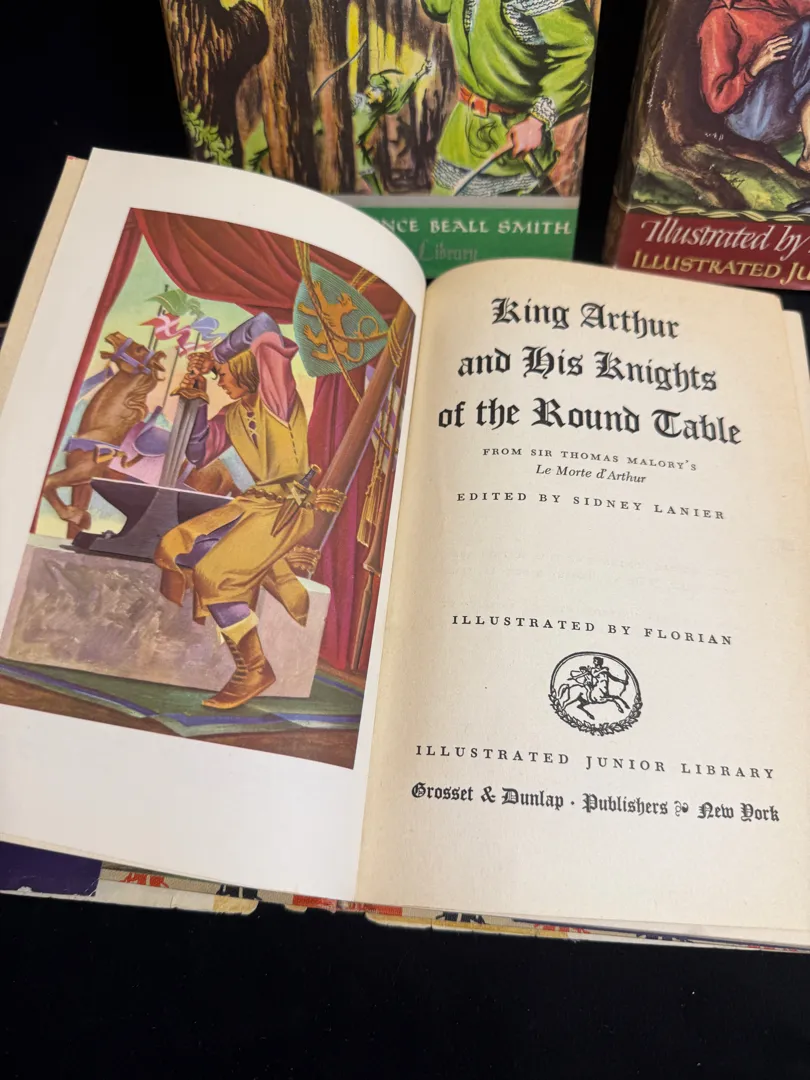 NCE BEALL SMITH
Library
Illustrated by
ILLUSTRATED JU
King Arthur
and His Knights
of the Round Table
FROM SIR THOMAS MALORY'S
Le Morte d'Arthur
EDITED BY SIDNEY LANIER
ILLUSTRATED BY FLORIAN
ILLUSTRATED JUNIOR LIBRARY
Grosset & Dunlap · Publishers New York